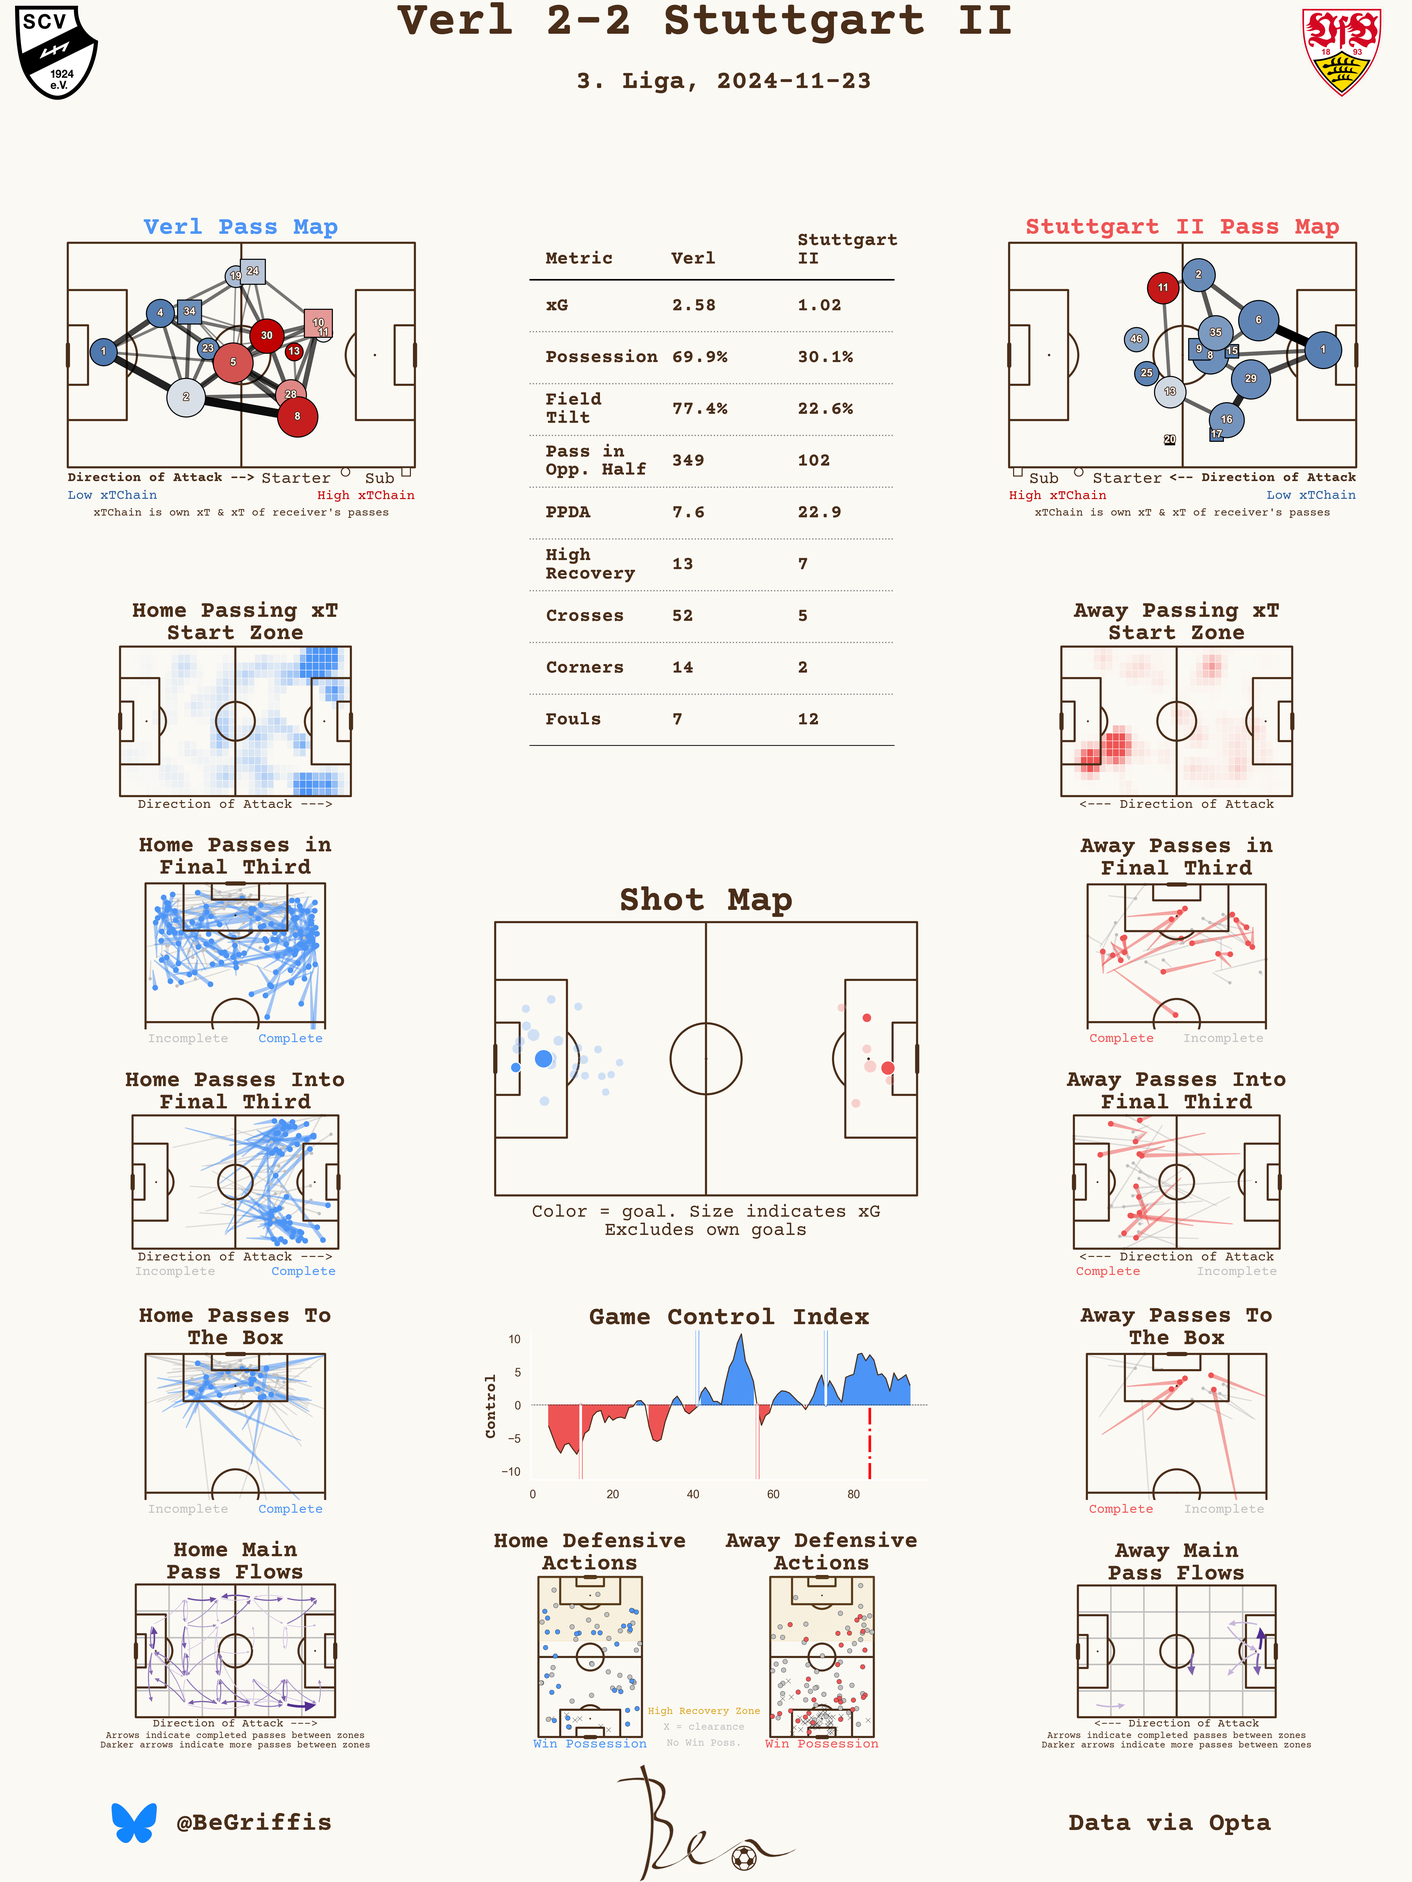 SCV
1924
e.V.
Verl 2-2 Stuttgart II
3. Liga, 2024-11-23
VfB
18 93
Verl Pass Map
19 24
4 34
10
11
30
1
23
13
5
2
28
8
Direction of Attack --> Starter Sub
Low xTChain High xTChain
xTChain is own xT & xT of receiver's passes
Metric Verl Stuttgart
II
xG 2.58 1.02
Possession 69.9% 30.1%
Field
Tilt 77.4% 22.6%
Pass in
Opp. Half 349 102
PPDA 7.6 22.9
High
Recovery 13 7
Crosses 52 5
Corners 14 2
Fouls 7 12
Stuttgart II Pass Map
2
11
6
35
46
9
8
15
1
25
29
13
16
17
20
Sub Starter <-- Direction of Attack
High xTChain Low xTChain
xTChain is own xT & xT of receiver's passes
Home Passing xT
Start Zone
Direction of Attack --->
Away Passing xT
Start Zone
<--- Direction of Attack
Home Passes in
Final Third
Incomplete Complete
Away Passes in
Final Third
Complete Incomplete
Shot Map
Color = goal. Size indicates xG
Excludes own goals
Home Passes Into
Final Third
Direction of Attack --->
Incomplete Complete
Away Passes Into
Final Third
<--- Direction of Attack
Complete Incomplete
Home Passes To
The Box
Incomplete Complete
Game Control Index
Control
10
5
0
−5
−10
0 20 40 60 80
Away Passes To
The Box
Complete Incomplete
Home Main
Pass Flows
Direction of Attack --->
Arrows indicate completed passes between zones
Darker arrows indicate more passes between zones
Home Defensive
Actions
Win Possession
High Recovery Zone
X = clearance
No Win Poss.
Away Defensive
Actions
Win Possession
Away Main
Pass Flows
<--- Direction of Attack
Arrows indicate completed passes between zones
Darker arrows indicate more passes between zones
@BeGriffis
Ben
Data via Opta